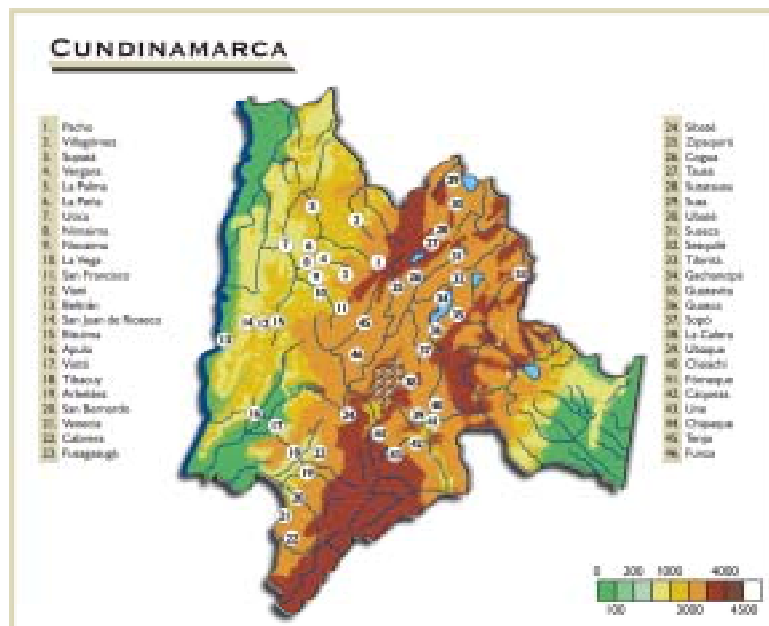 CUNDINAMARCA
1. Pacho
2. Villagómez
3. Supatá
4. Vergara
5. La Palma
6. La Peña
7. Utica
8. Nimaima
9. Nocaima
10. La Vega
11. San Francisco
12. Vianí
13. Beltrán
14. San Juan de Rioseco
15. Bituima
16. Apulo
17. Viotá
18. Tibacuy
19. Arbeláez
20. San Bernardo
21. Venecia
22. Cabrera
23. Fusagasugá
24. Sibaté
25. Zipaquirá
26. Cogua
27. Tausa
28. Sutatausa
29.
30. Ubaté
31. Suesca
32. Sesquilé
33. Tibiritá
34. Gachancipá
35. Guatavita
36. Guasca
37. Sopó
38. La Calera
39. Ubaque
40. Choachí
41. Fómeque
42. Cáqueza
43. Une
44. Chipaque
45. Tenjo
46. Funza
0 200 1000 4000
100 2000 4500